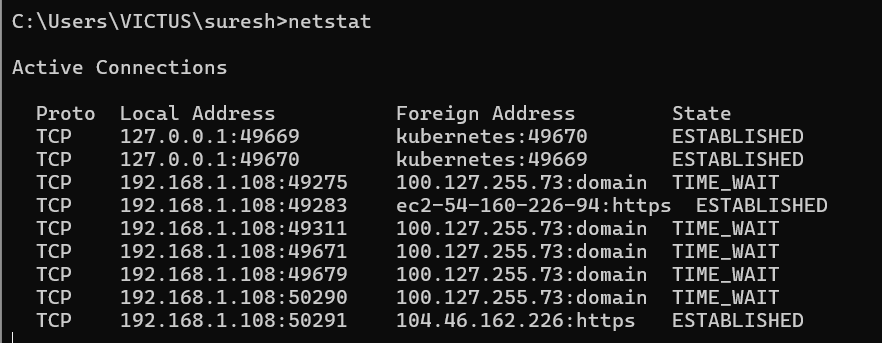 C:\Users\VICTUS\suresh>netstat
Active Connections
Proto  Local Address          Foreign Address        State
TCP    127.0.0.1:49669        kubernetes:49670       ESTABLISHED
TCP    127.0.0.1:49670        kubernetes:49669       ESTABLISHED
TCP    192.168.1.108:49275    100.127.255.73:domain  TIME_WAIT
TCP    192.168.1.108:49283    ec2-54-160-226-94:https  ESTABLISHED
TCP    192.168.1.108:49311    100.127.255.73:domain  TIME_WAIT
TCP    192.168.1.108:49671    100.127.255.73:domain  TIME_WAIT
TCP    192.168.1.108:49679    100.127.255.73:domain  TIME_WAIT
TCP    192.168.1.108:50290    100.127.255.73:domain  TIME_WAIT
TCP    192.168.1.108:50291    104.46.162.226:https   ESTABLISHED